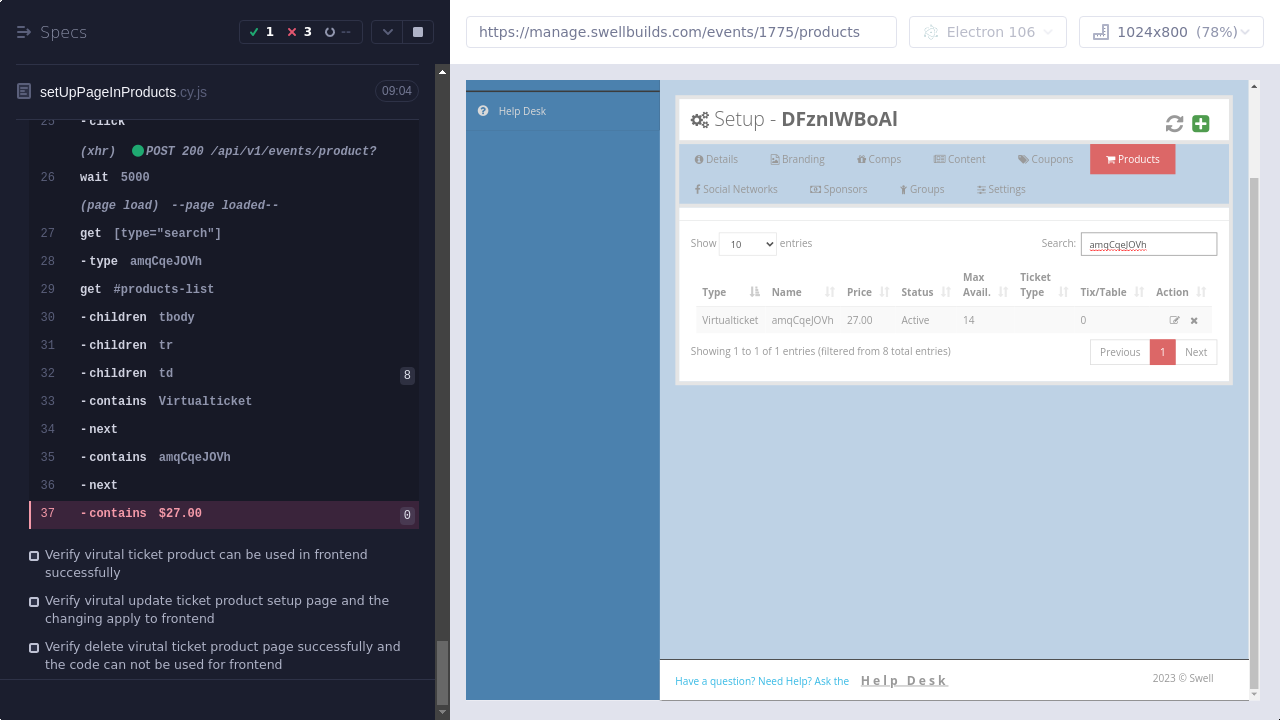 Specs
1
3
--
setUpPageInProducts.cy.js
09:04
25 -click
(xhr) POST 200 /api/v1/events/product?
26 wait 5000
(page load) --page loaded--
27 get [type="search"]
28 -type amqCqeJOVh
29 get #products-list
30 -children tbody
31 -children tr
32 -children td 8
33 -contains Virtualticket
34 -next
35 -contains amqCqeJOVh
36 -next
37 -contains $27.00 0
Verify virutal ticket product can be used in frontend
successfully
Verify virutal update ticket product setup page and the
changing apply to frontend
Verify delete virutal ticket product page successfully and
the code can not be used for frontend
https://manage.swellbuilds.com/events/1775/products
Electron 106
1024x800 (78%)
Help Desk
Setup - DFznIWBoAl
Details Branding Comps Content Coupons Products
Social Networks Sponsors Groups Settings
Show 10 entries
Search: amqCqeJOVh
Type Name Price Status Max Avail. Ticket Type Tix/Table Action
Virtualticket amqCqeJOVh 27.00 Active 14 0
Showing 1 to 1 of 1 entries (filtered from 8 total entries)
Previous 1 Next
Have a question? Need Help? Ask the Help Desk
2023 © Swell